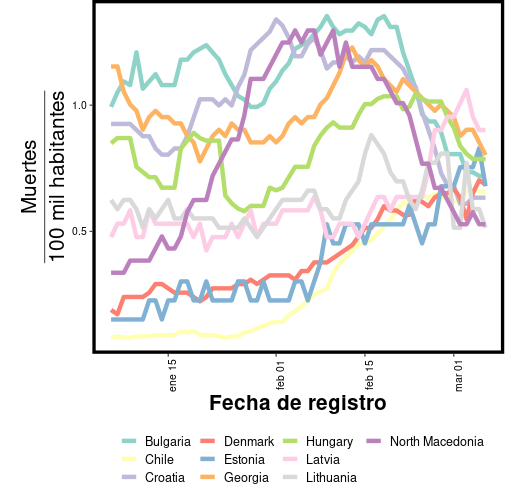 Muertes
100 mil habitantes
1.0
0.5
ene 15
feb 01
feb 15
mar 01
Fecha de registro
Bulgaria
Denmark
Hungary
North Macedonia
Chile
Estonia
Latvia
Croatia
Georgia
Lithuania